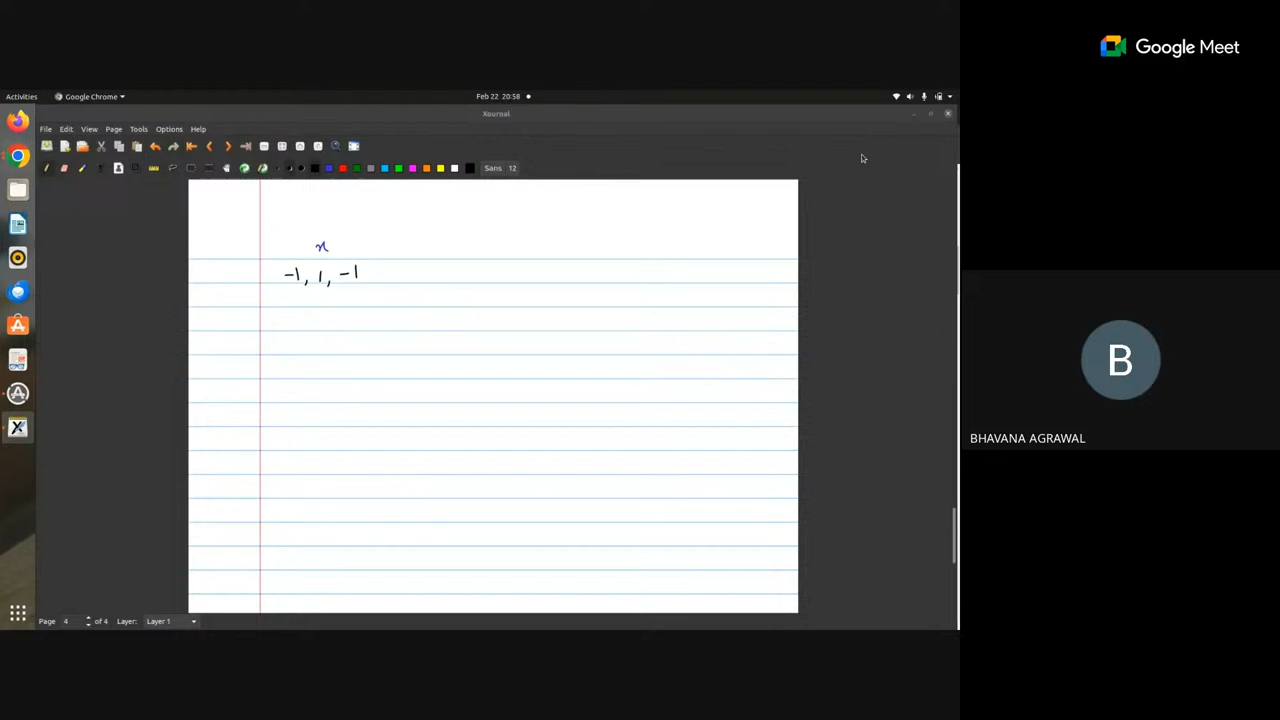 Google Meet
Activities Google Chrome Feb 22 20:58
Xournal
File Edit View Page Tools Options Help
Sans 12
x
-1, 1, -1
B
BHAVANA AGRAWAL
Page 4 of 4 Layer: Layer 1